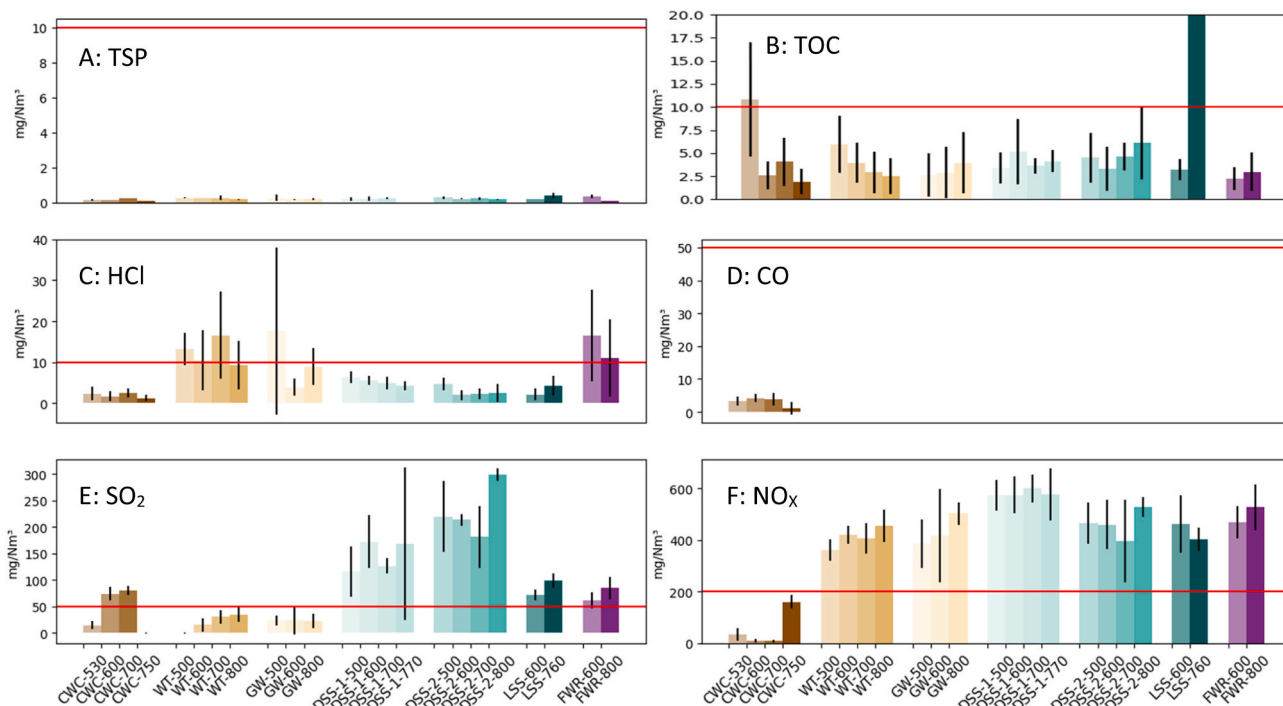 A: TSP
mg/Nm³
10
8
6
4
2
0
B: TOC
mg/Nm³
20.0
17.5
15.0
12.5
10.0
7.5
5.0
2.5
0.0
C: HCl
mg/Nm³
40
30
20
10
0
D: CO
mg/Nm³
50
40
30
20
10
0
E: SO₂
mg/Nm³
300
250
200
150
100
50
0
CWC-530
CWC-600
CWC-700
CWC-750
WT-500
WT-600
WT-700
WT-800
GW-500
GW-600
GW-800
DSS-1-500
DSS-1-600
DSS-1-700
DSS-1-770
DSS-2-500
DSS-2-600
DSS-2-700
DSS-2-800
LSS-600
LSS-760
FWR-600
FWR-800
F: NOₓ
mg/Nm³
600
400
200
0
CWC-530
CWC-600
CWC-700
CWC-750
WT-500
WT-600
WT-700
WT-800
GW-500
GW-600
GW-800
DSS-1-500
DSS-1-600
DSS-1-700
DSS-1-770
DSS-2-500
DSS-2-600
DSS-2-700
DSS-2-800
LSS-600
LSS-760
FWR-600
FWR-800